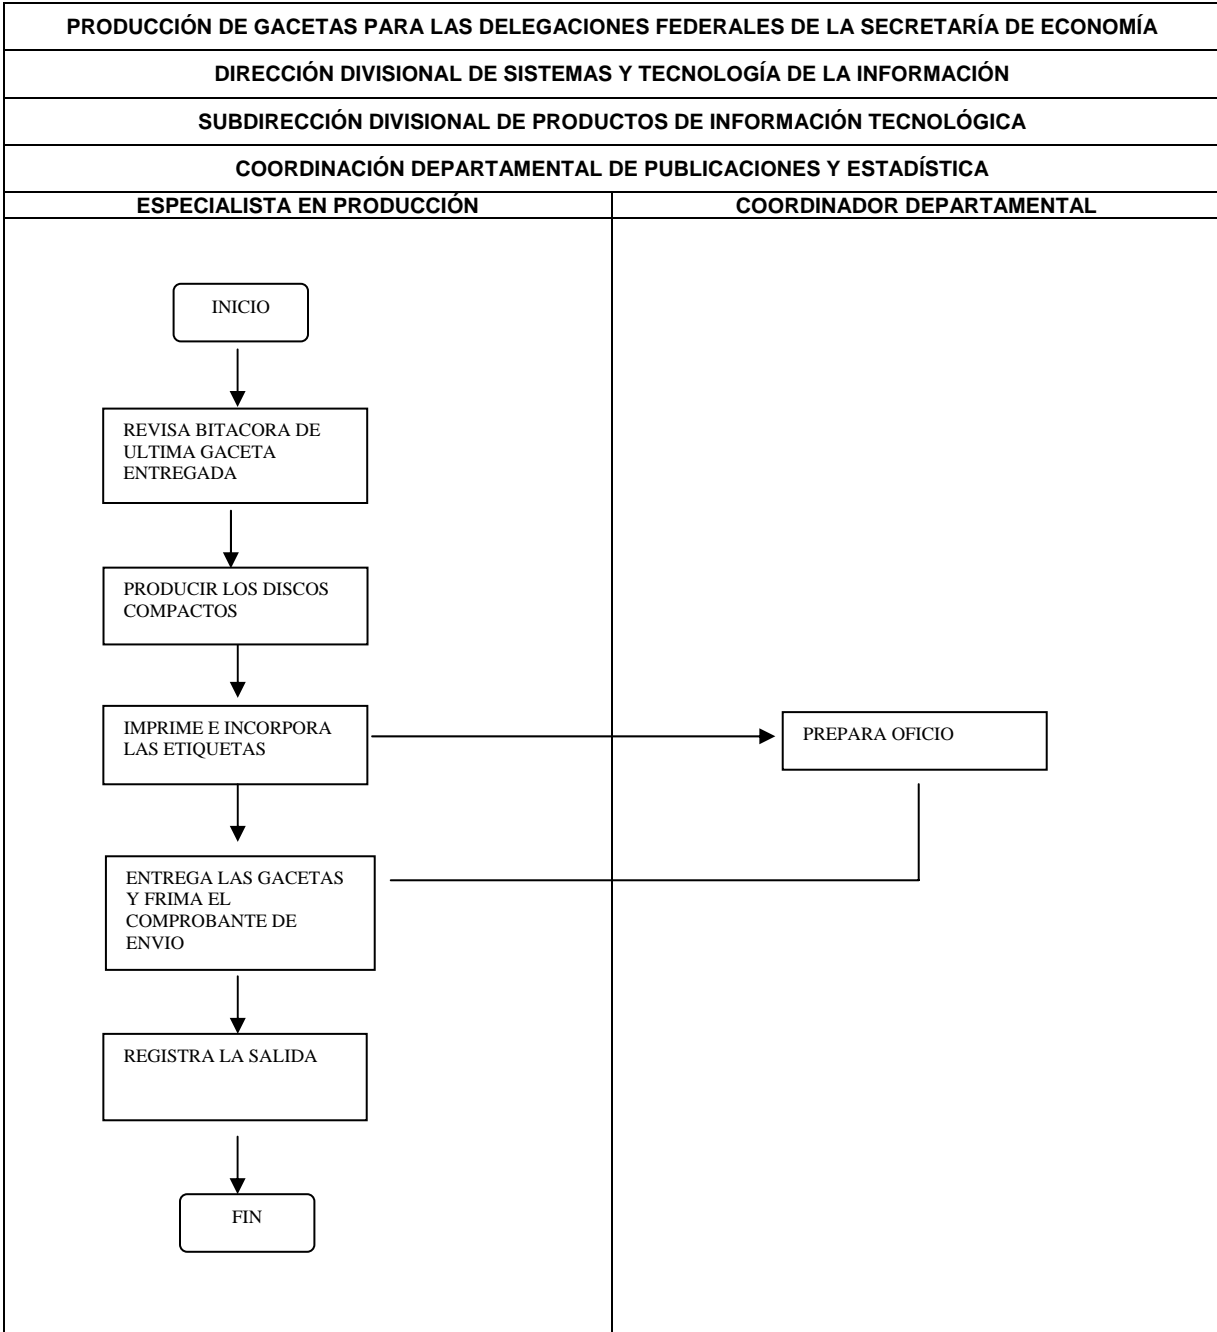 PRODUCCIÓN DE GACETAS PARA LAS DELEGACIONES FEDERALES DE LA SECRETARÍA DE ECONOMÍA
DIRECCIÓN DIVISIONAL DE SISTEMAS Y TECNOLOGÍA DE LA INFORMACIÓN
SUBDIRECCIÓN DIVISIONAL DE PRODUCTOS DE INFORMACIÓN TECNOLÓGICA
COORDINACIÓN DEPARTAMENTAL DE PUBLICACIONES Y ESTADÍSTICA
ESPECIALISTA EN PRODUCCIÓN
COORDINADOR DEPARTAMENTAL
INICIO
REVISA BITACORA DE
ULTIMA GACETA
ENTREGADA
PRODUCIR LOS DISCOS
COMPACTOS
IMPRIME E INCORPORA
LAS ETIQUETAS
PREPARA OFICIO
ENTREGA LAS GACETAS
Y FRIMA EL
COMPROBANTE DE
ENVIO
REGISTRA LA SALIDA
FIN